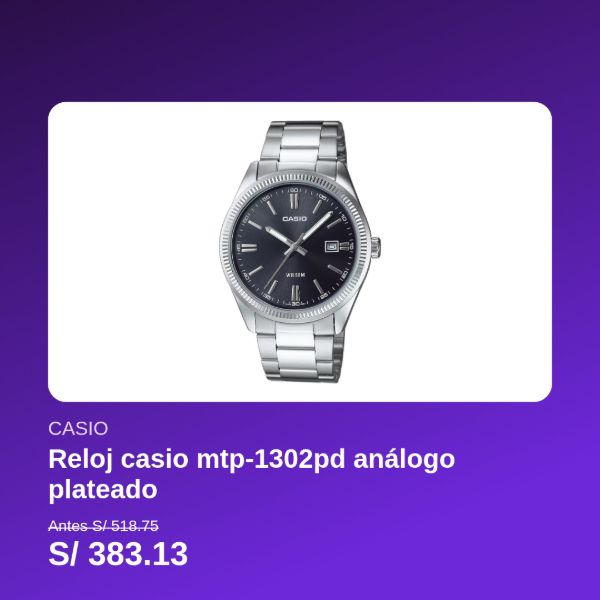 CASIO
WR50M
CASIO
Reloj casio mtp-1302pd análogo
plateado
Antes S/ 518.75
S/ 383.13